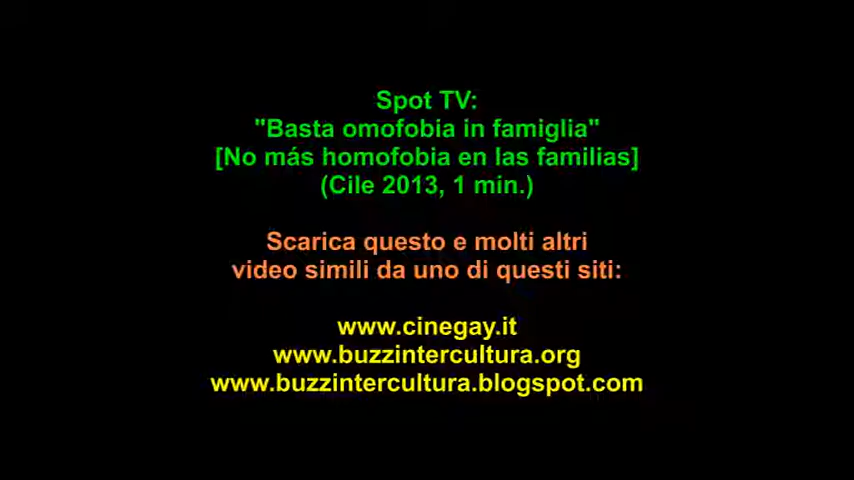 Spot TV:
"Basta omofobia in famiglia"
[No más homofobia en las familias]
(Cile 2013, 1 min.)
Scarica questo e molti altri
video simili da uno di questi siti:
www.cinegay.it
www.buzzintercultura.org
www.buzzintercultura.blogspot.com